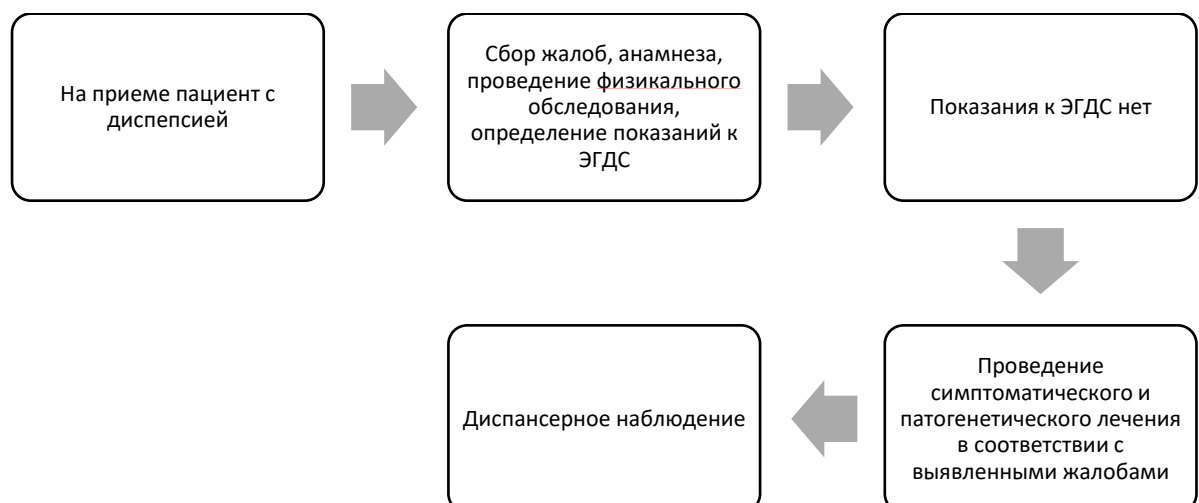 На приеме пациент с
диспепсией
Сбор жалоб, анамнеза,
проведение физикального
обследования,
определение показаний к
ЭГДС
Показания к ЭГДС нет
Проведение
симптоматического и
патогенетического лечения
в соответствии с
выявленными жалобами
Диспансерное наблюдение